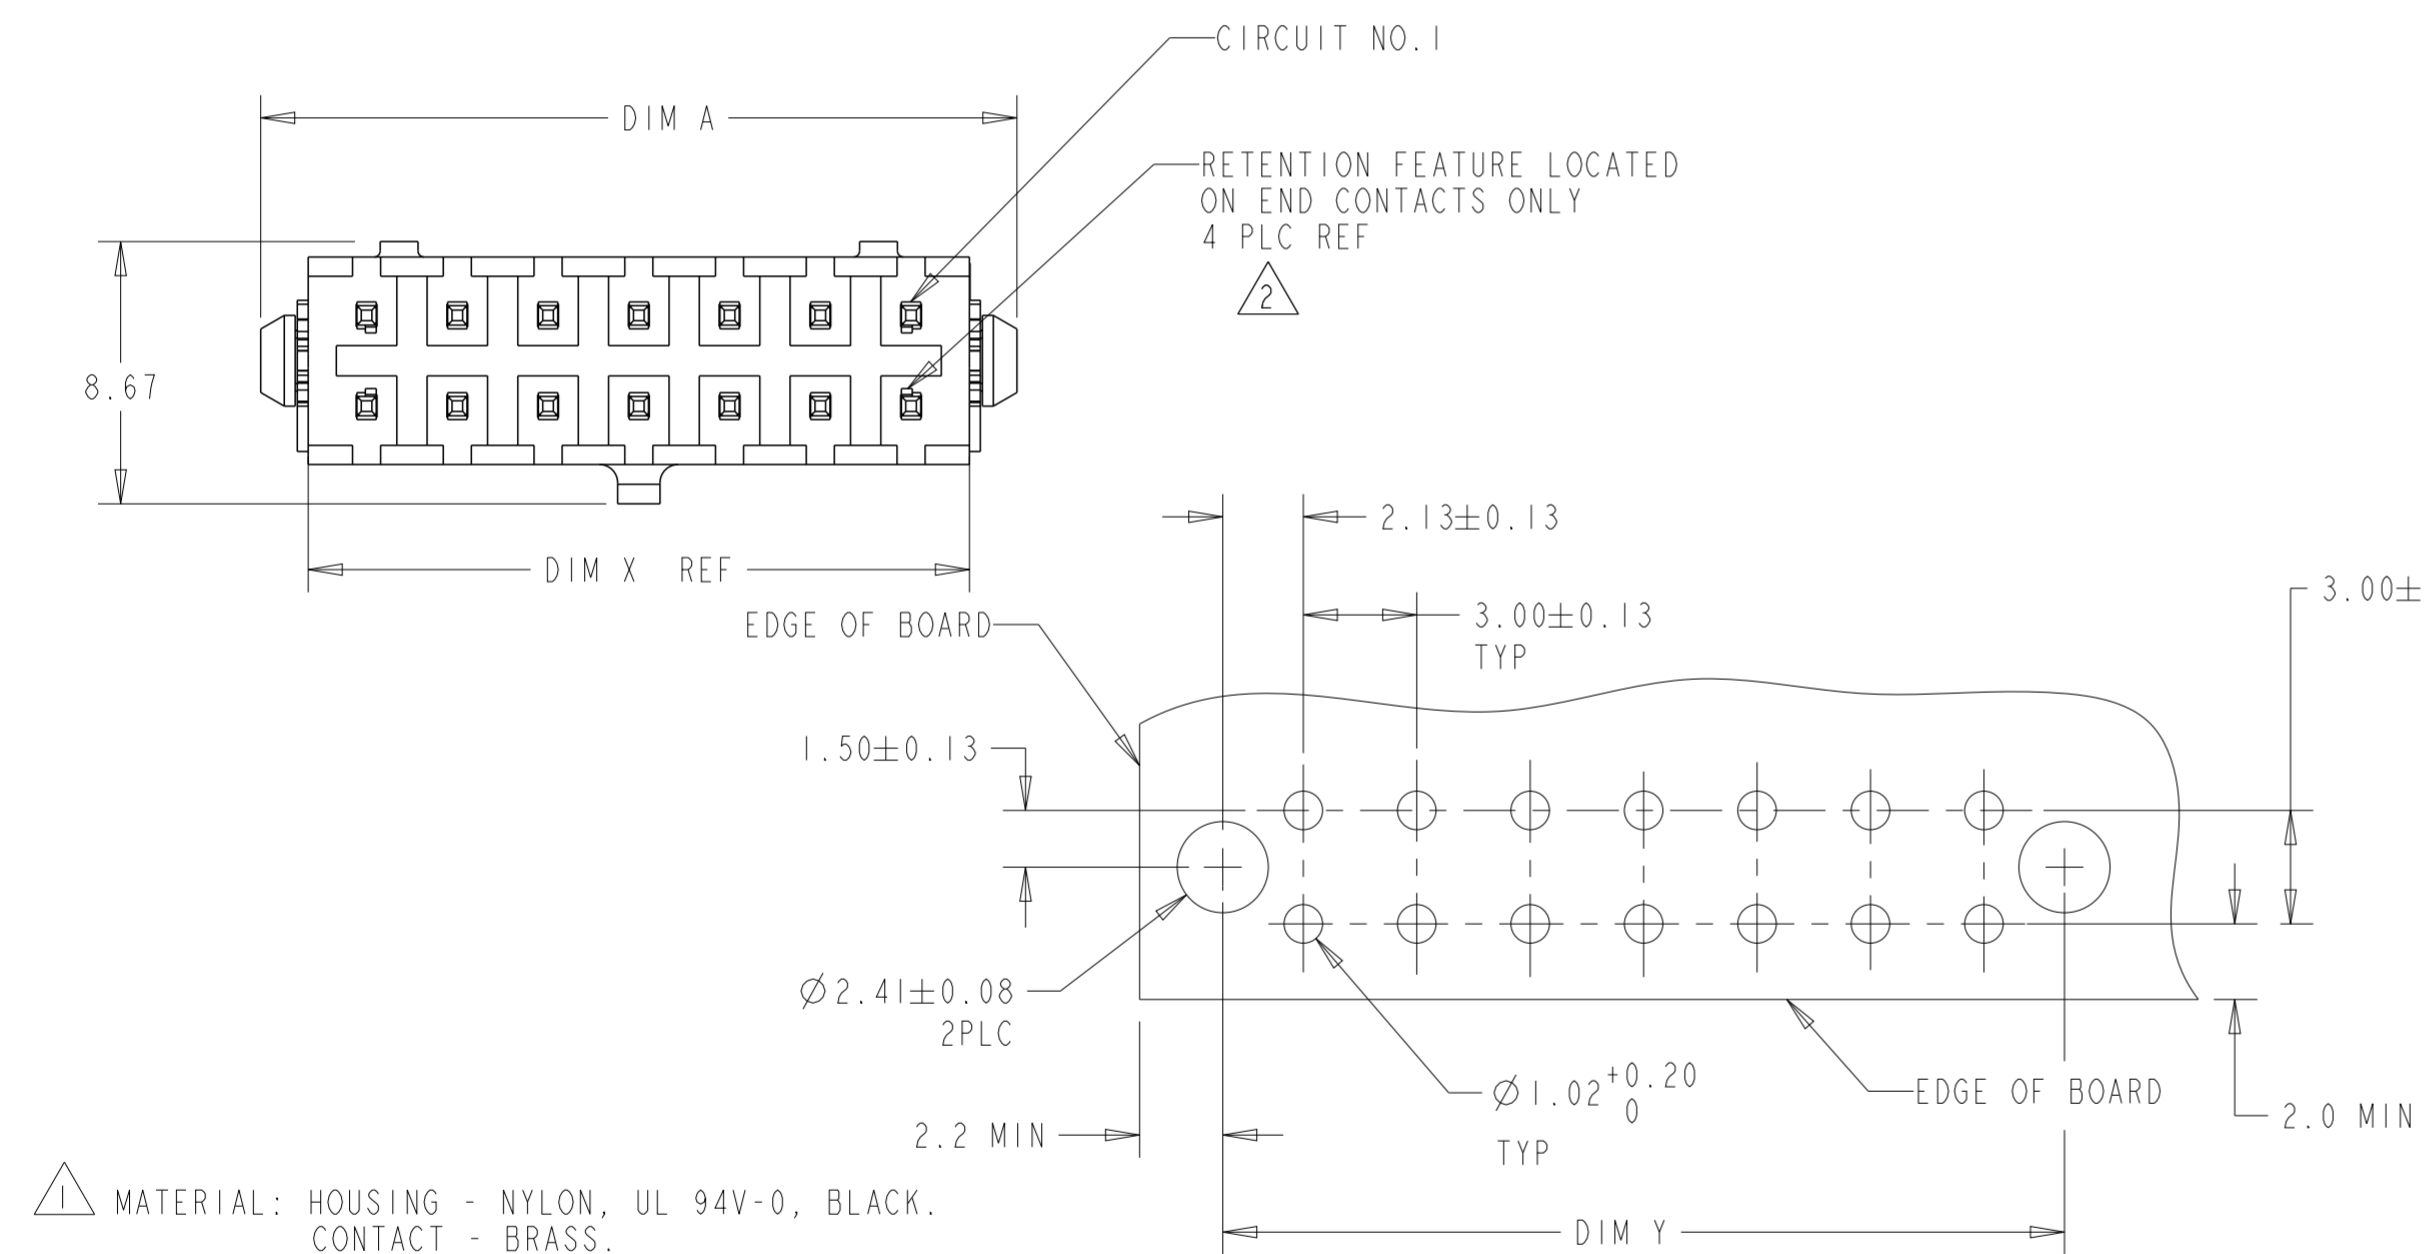 CIRCUIT NO.1
DIM A
RETENTION FEATURE LOCATED
ON END CONTACTS ONLY
4 PLC REF
2
8.67
2.13±0.13
DIM X REF
3.00±
EDGE OF BOARD
3.00±0.13
TYP
1.50±0.13
Ø2.41±0.08
2PLC
Ø1.02 +0.20
0
TYP
EDGE OF BOARD
2.0 MIN
2.2 MIN
1 MATERIAL: HOUSING - NYLON, UL 94V-0, BLACK.
CONTACT - BRASS.
DIM Y